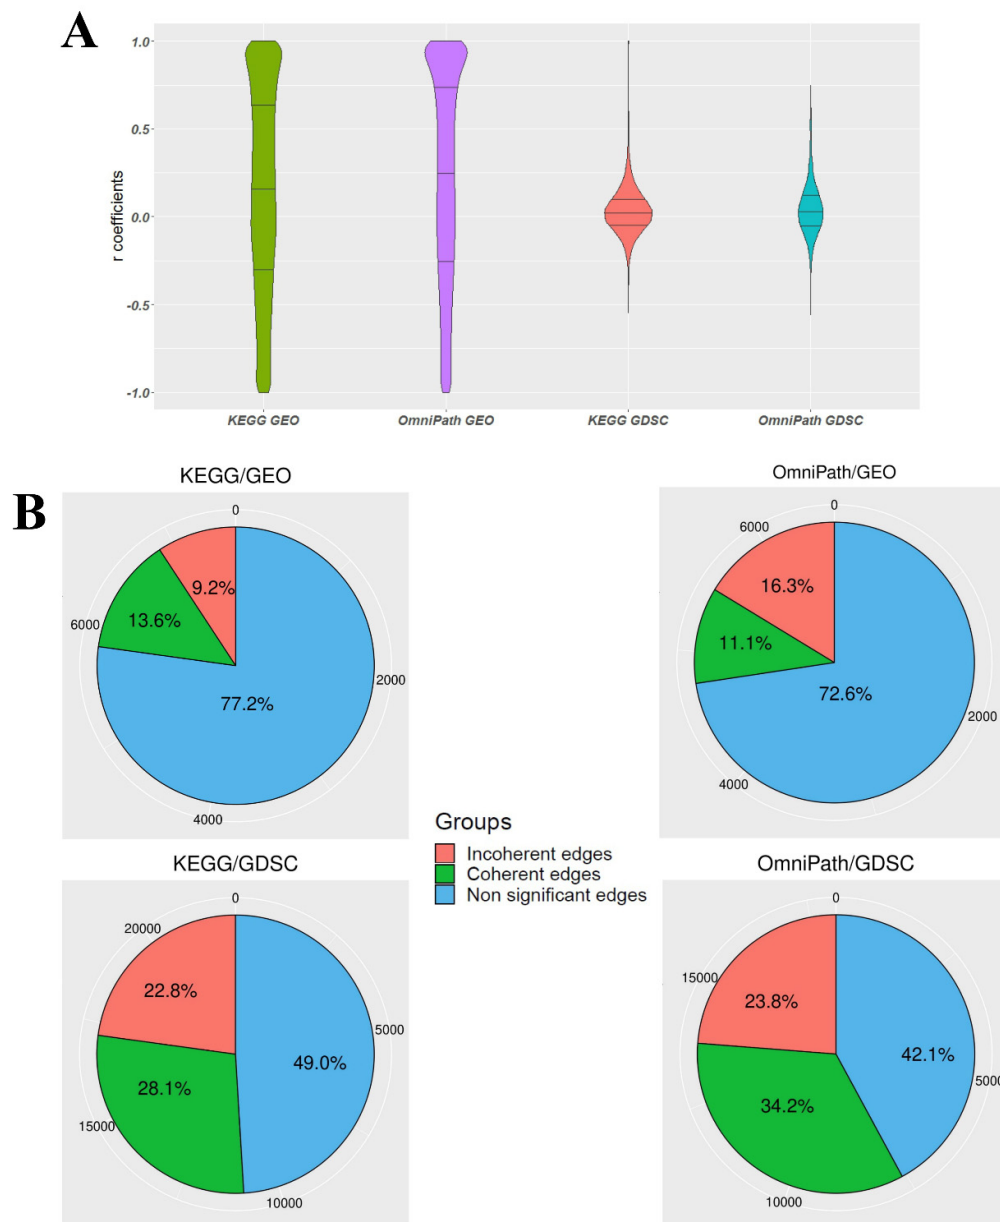 A
r coefficients
1.0
0.5
0.0
-0.5
-1.0
KEGG GEO
OmniPath GEO
KEGG GDSC
OmniPath GDSC
B
KEGG/GEO
0
2000
4000
6000
9.2%
13.6%
77.2%
OmniPath/GEO
0
2000
4000
6000
16.3%
11.1%
72.6%
Groups
Incoherent edges
Coherent edges
Non significant edges
KEGG/GDSC
0
5000
10000
15000
20000
22.8%
28.1%
49.0%
OmniPath/GDSC
0
5000
10000
15000
23.8%
34.2%
42.1%